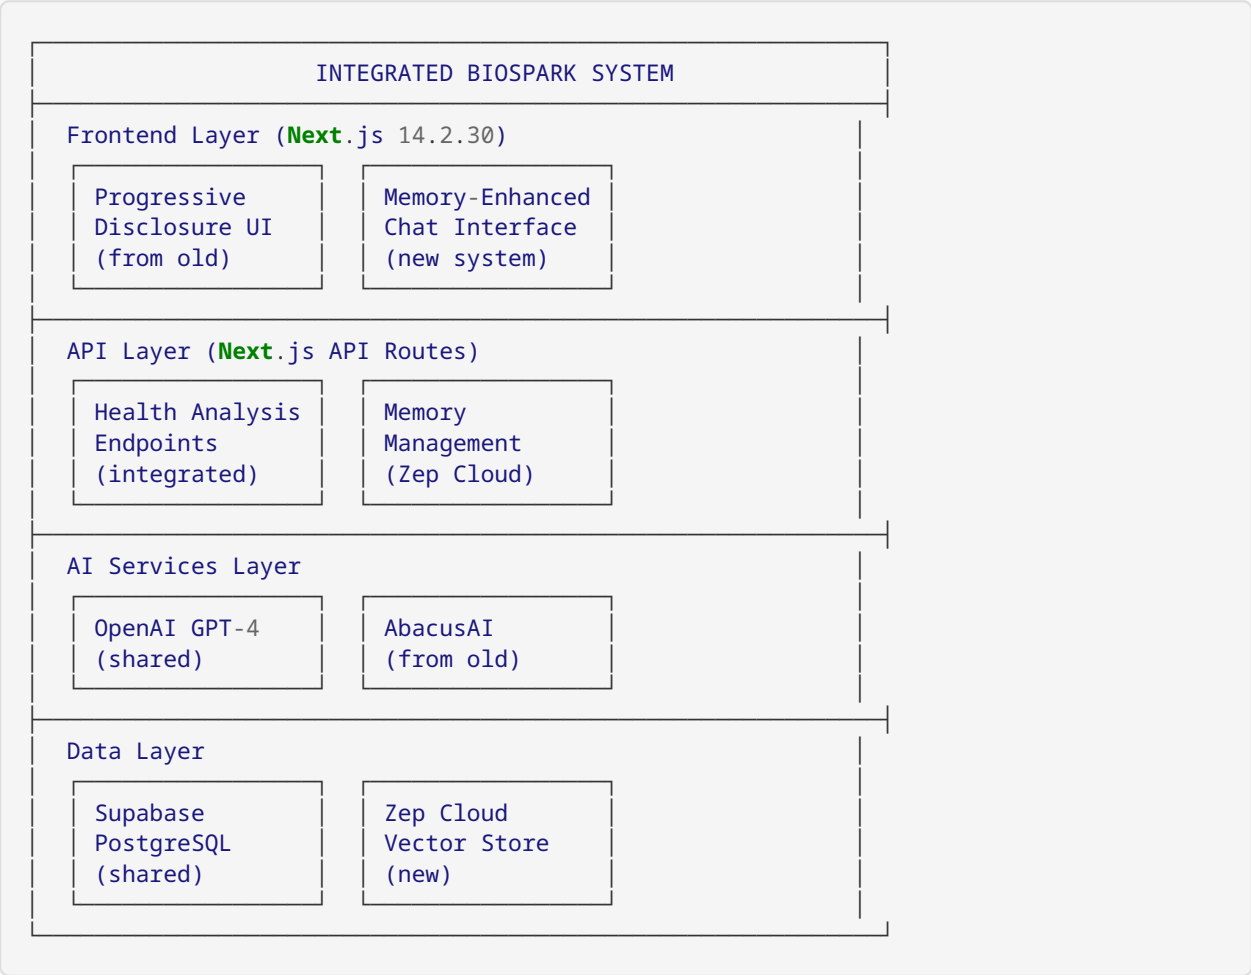 INTEGRATED BIOSPARK SYSTEM
Frontend Layer (Next.js 14.2.30)
Progressive Memory-Enhanced
Disclosure UI Chat Interface
(from old) (new system)
API Layer (Next.js API Routes)
Health Analysis Memory
Endpoints Management
(integrated) (Zep Cloud)
AI Services Layer
OpenAI GPT-4 AbacusAI
(shared) (from old)
Data Layer
Supabase Zep Cloud
PostgreSQL Vector Store
(shared) (new)